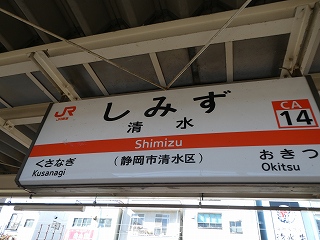 JR
しみず
清水
Shimizu
(静岡市清水区)
CA
14
くさなぎ
Kusanagi
おきつ
Okitsu